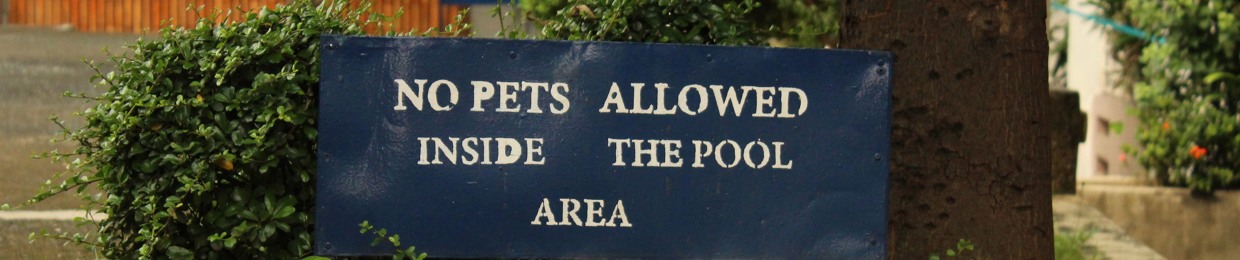 NO PETS ALLOWED
INSIDE THE POOL
AREA